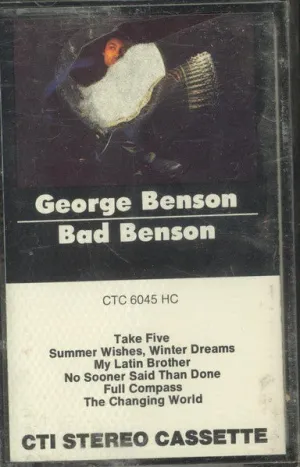 George Benson
Bad Benson
CTC 6045 HC
Take Five
Summer Wishes, Winter Dreams
My Latin Brother
No Sooner Said Than Done
Full Compass
The Changing World
CTI STEREO CASSETTE